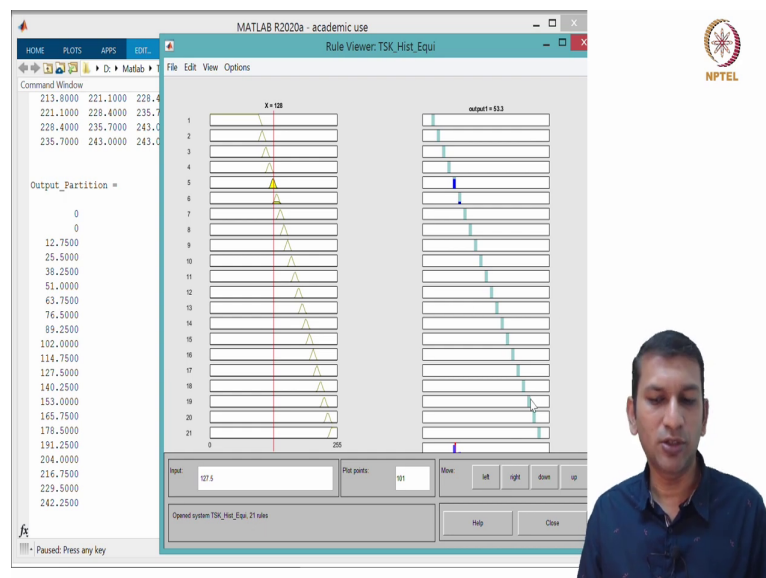 MATLAB R2020a - academic use
HOME PLOTS APPS EDIT...
D: Matlab T
Command Window
213.8000 221.1000 228.4
221.1000 228.4000 235.7
228.4000 235.7000 243.0
235.7000 243.0000 243.0
Output_Partition =
0
0
12.7500
25.5000
38.2500
51.0000
63.7500
76.5000
89.2500
102.0000
114.7500
127.5000
140.2500
153.0000
165.7500
178.5000
191.2500
204.0000
216.7500
229.5000
242.2500
fx
Paused: Press any key
Rule Viewer: TSK_Hist_Equi
File Edit View Options
X = 128
output1 = 53.3
1
2
3
4
5
6
7
8
9
10
11
12
13
14
15
16
17
18
19
20
21
0 255
Input: 127.5
Plot points: 101
Move: left right down up
Opened system TSK_Hist_Equi, 21 rules
Help Close
NPTEL